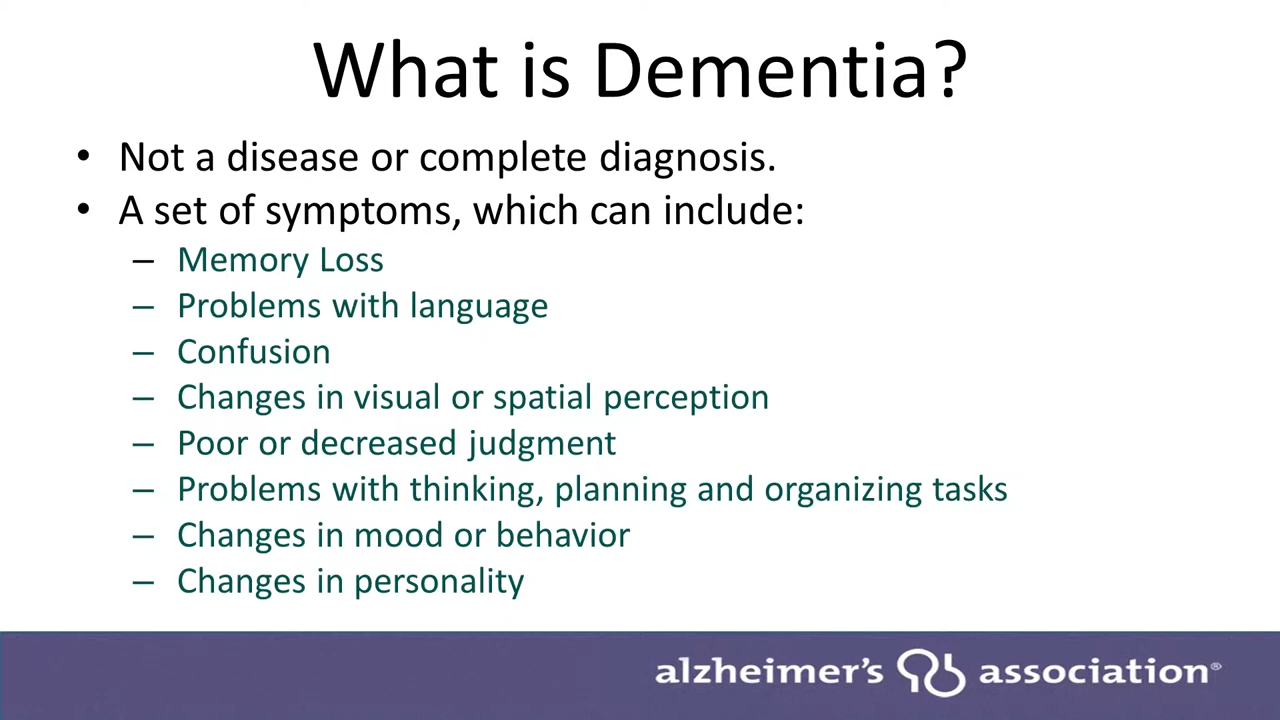 What is Dementia?
• Not a disease or complete diagnosis.
• A set of symptoms, which can include:
– Memory Loss
– Problems with language
– Confusion
– Changes in visual or spatial perception
– Poor or decreased judgment
– Problems with thinking, planning and organizing tasks
– Changes in mood or behavior
– Changes in personality
alzheimer's association®